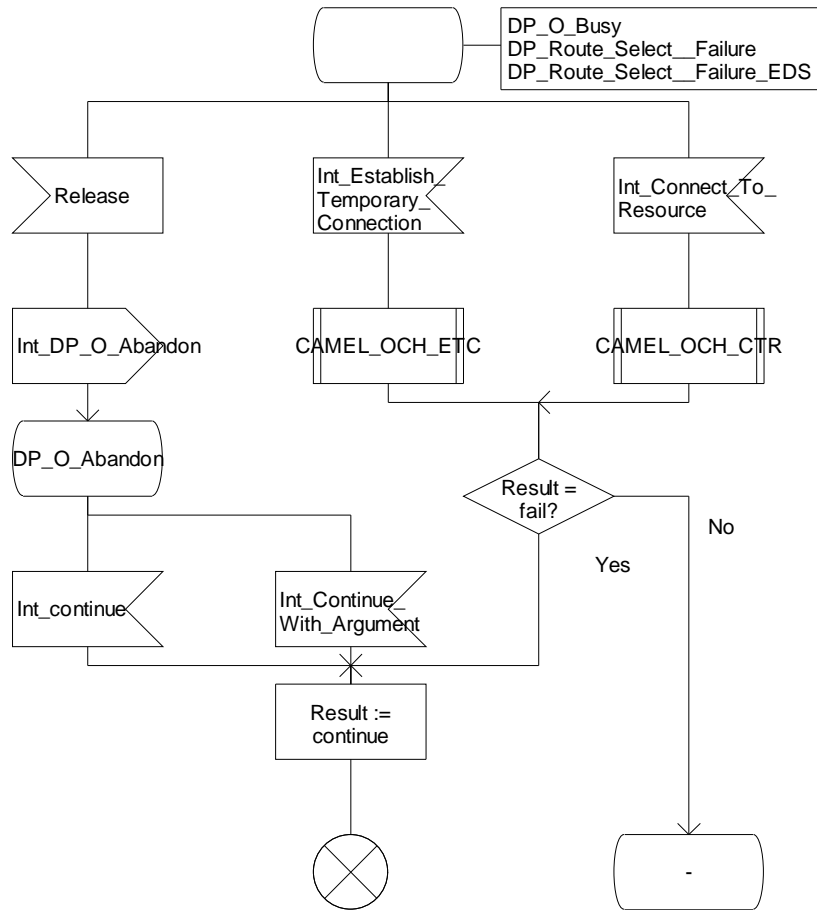 DP_O_Busy
DP_Route_Select__Failure
DP_Route_Select__Failure_EDS
Release
Int_Establish_
Temporary_
Connection
Int_Connect_To_
Resource
Int_DP_O_Abandon
CAMEL_OCH_ETC
CAMEL_OCH_CTR
DP_O_Abandon
Result =
fail?
No
Yes
Int_continue
Int_Continue_
With_Argument
Result :=
continue
-